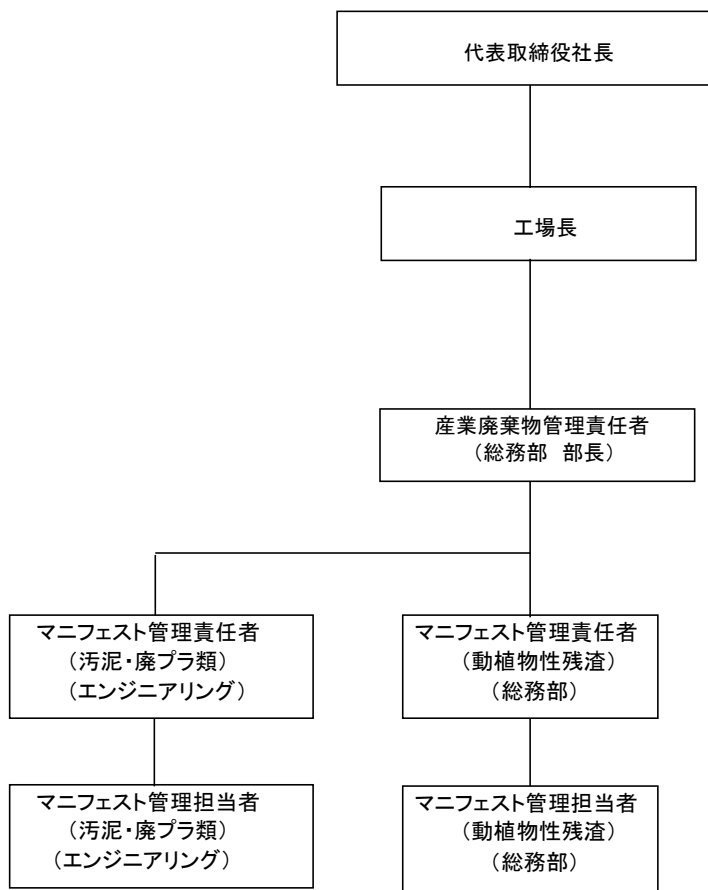 代表取締役社長
工場長
産業廃棄物管理責任者
（総務部　部長）
マニフェスト管理責任者
（汚泥・廃プラ類）
（エンジニアリング）
マニフェスト管理責任者
（動植物性残渣）
（総務部）
マニフェスト管理担当者
（汚泥・廃プラ類）
（エンジニアリング）
マニフェスト管理担当者
（動植物性残渣）
（総務部）